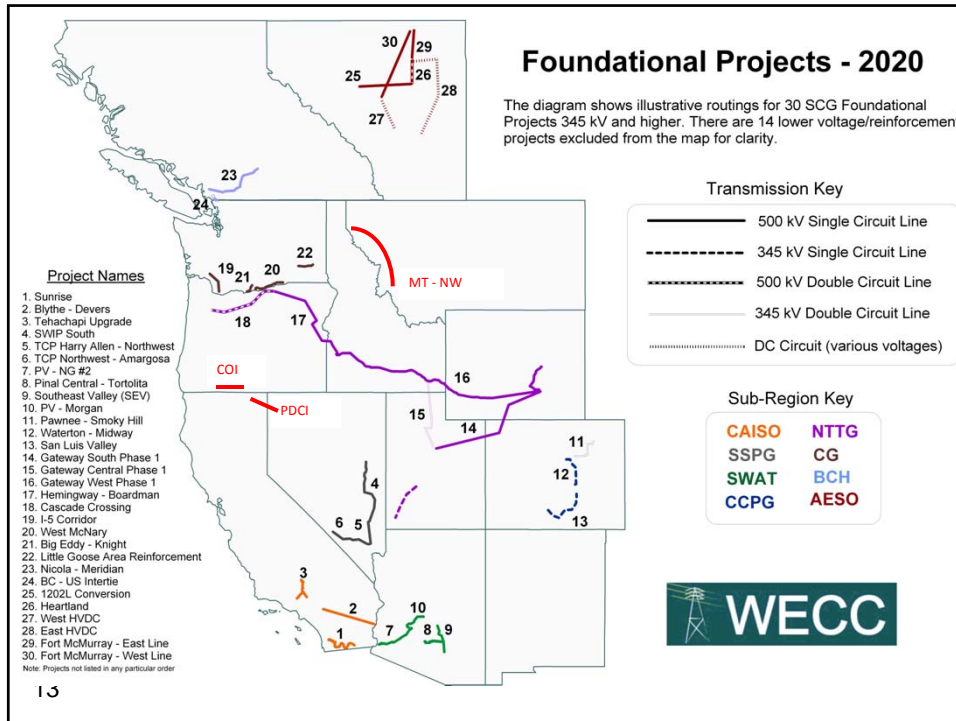 Foundational Projects - 2020
The diagram shows illustrative routings for 30 SCG Foundational
Projects 345 kV and higher. There are 14 lower voltage/reinforcement
projects excluded from the map for clarity.
Transmission Key
500 kV Single Circuit Line
345 kV Single Circuit Line
500 kV Double Circuit Line
345 kV Double Circuit Line
DC Circuit (various voltages)
Sub-Region Key
CAISO NTTG
SSPG CG
SWAT BCH
CCPG AESO
WECC
Project Names
1. Sunrise
2. Blythe - Devers
3. Tehachapi Upgrade
4. SWIP South
5. TCP Harry Allen - Northwest
6. TCP Northwest - Amargosa
7. PV - NG #2
8. Pinal Central - Tortolita
9. Southeast Valley (SEV)
10. PV - Morgan
11. Pawnee - Smoky Hill
12. Waterton - Midway
13. San Luis Valley
14. Gateway South Phase 1
15. Gateway Central Phase 1
16. Gateway West Phase 1
17. Hemingway - Boardman
18. Cascade Crossing
19. I-5 Corridor
20. West McNary
21. Big Eddy - Knight
22. Little Goose Area Reinforcement
23. Nicola - Meridian
24. BC - US Intertie
25. 1202L Conversion
26. Heartland
27. West HVDC
28. East HVDC
29. Fort McMurray - East Line
30. Fort McMurray - West Line
Note: Projects not listed in any particular order
30
29
25
26
28
27
23
24
22
19
21
20
MT - NW
18
17
COI
PDCI
16
15
14
11
12
13
4
6
5
3
2
1
10
7
8
9
13